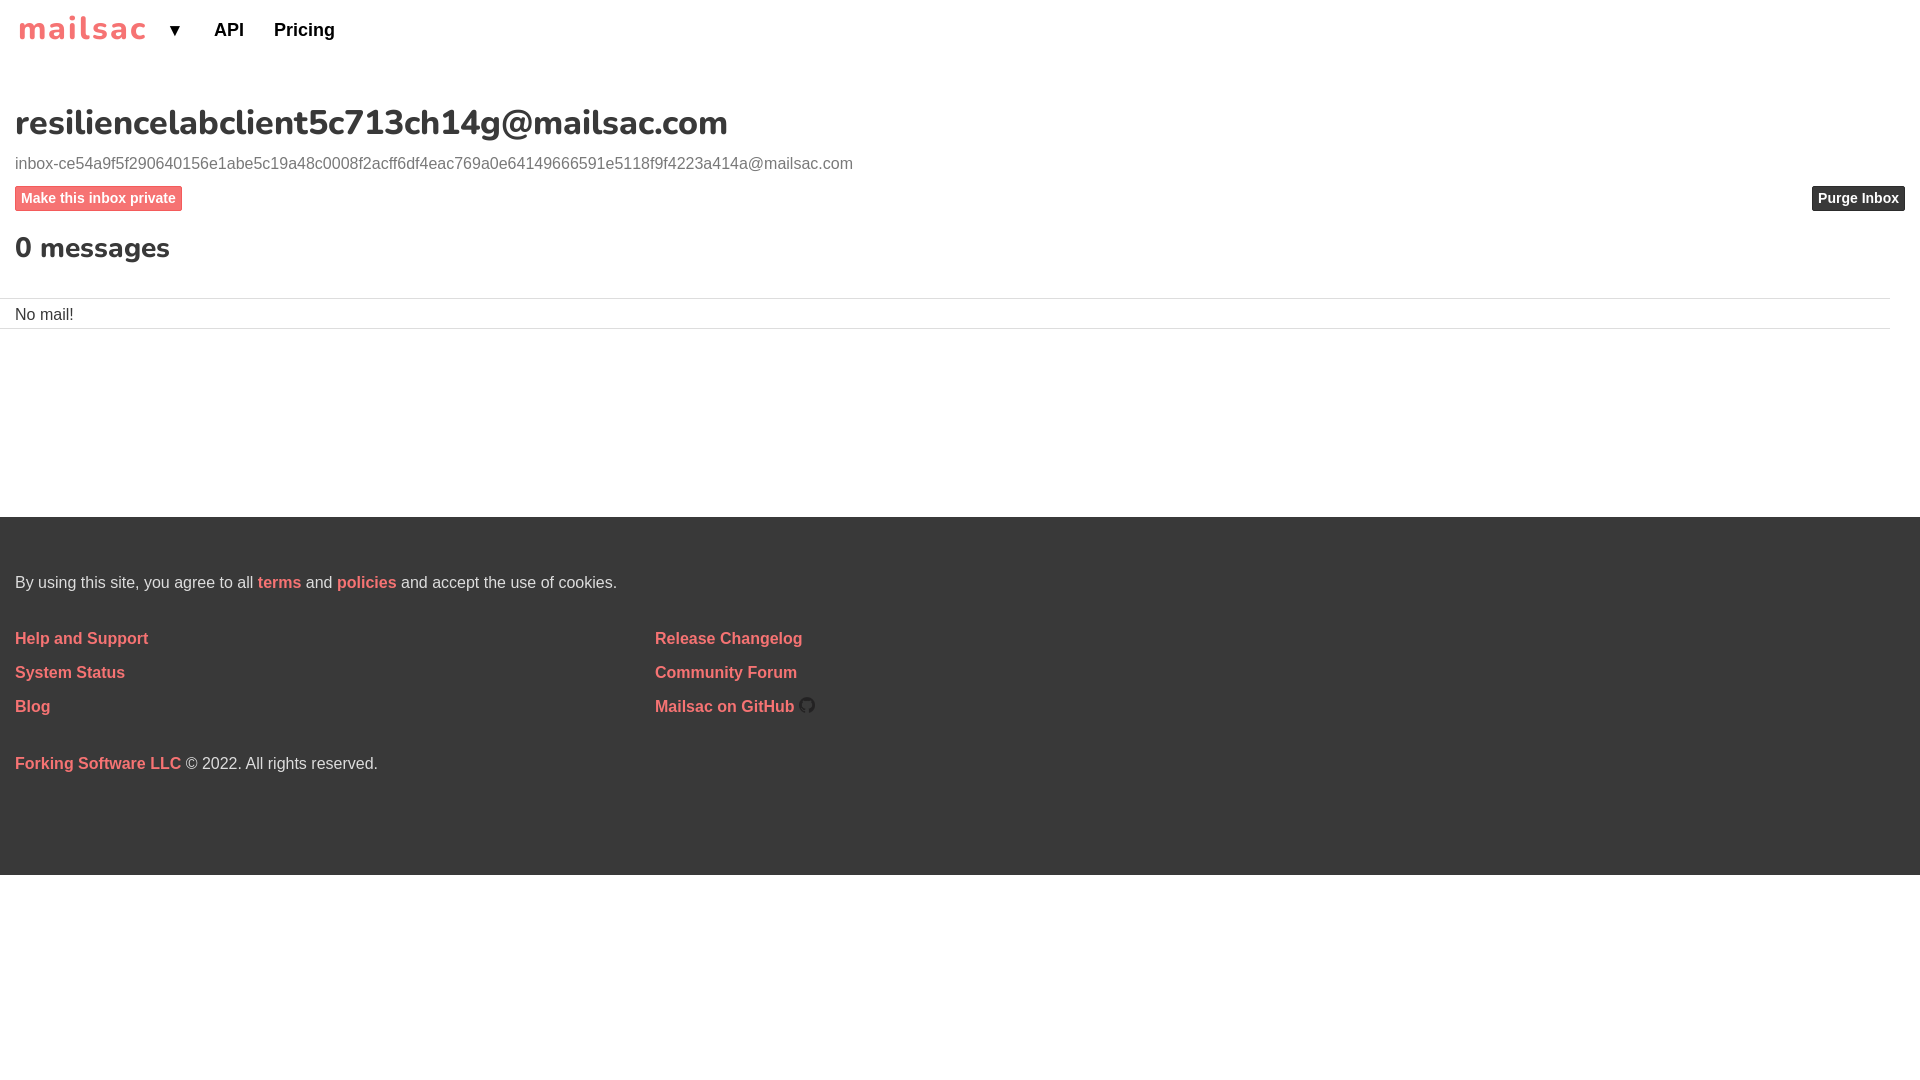 mailsac ▼ API Pricing
resiliencelabclient5c713ch14g@mailsac.com
inbox-ce54a9f5f290640156e1abe5c19a48c0008f2acff6df4eac769a0e64149666591e5118f9f4223a414a@mailsac.com
Make this inbox private Purge Inbox
0 messages
No mail!
By using this site, you agree to all terms and policies and accept the use of cookies.
Help and Support
System Status
Blog
Release Changelog
Community Forum
Mailsac on GitHub
Forking Software LLC © 2022. All rights reserved.